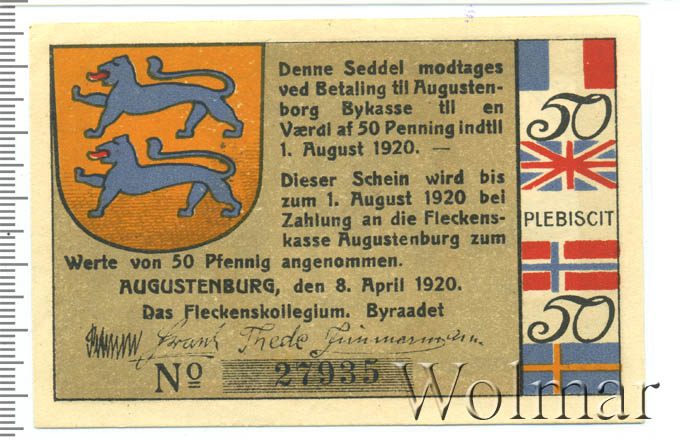 Denne Seddel modtages
ved Betaling til Augusten-
borg Bykasse til en
Værdi af 50 Penning indtil
1. August 1920. —
Dieser Schein wird bis
zum 1. August 1920 bei
Zahlung an die Fleckens-
kasse Augustenburg zum
Werte von 50 Pfennig angenommen.
AUGUSTENBURG, den 8. April 1920.
Das Fleckenskollegium. Byraadet
Frank Thede Zimmermann
No 27935
50
PLEBISCIT
50
Wolmar